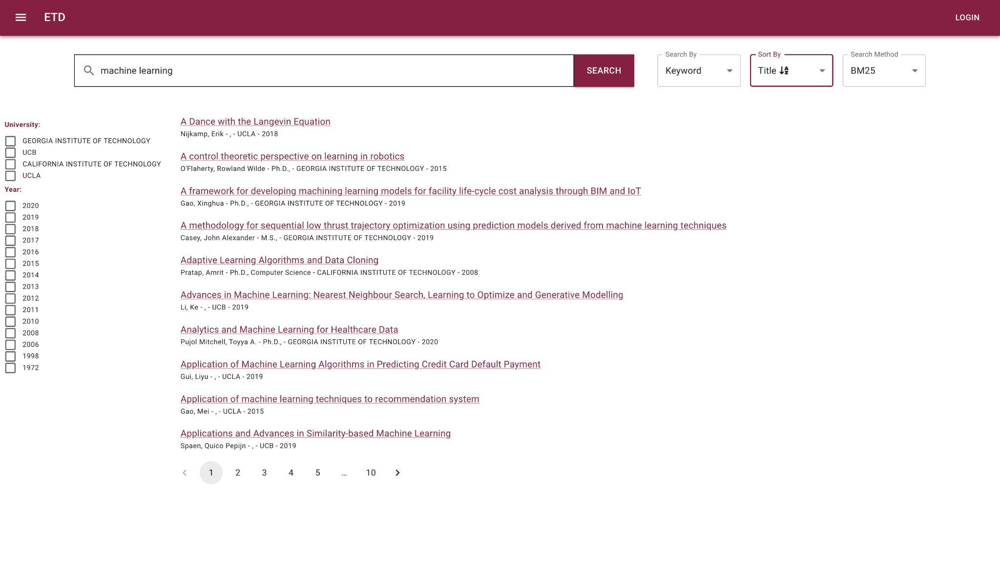 ETD
LOGIN
machine learning
SEARCH
Search By
Keyword
Sort By
Title
Search Method
BM25
University:
GEORGIA INSTITUTE OF TECHNOLOGY
UCB
CALIFORNIA INSTITUTE OF TECHNOLOGY
UCLA
Year:
2020
2019
2018
2017
2016
2015
2014
2013
2012
2011
2010
2008
2006
1998
1972
A Dance with the Langevin Equation
Nijkamp, Erik - , - UCLA - 2018
A control theoretic perspective on learning in robotics
O'Flaherty, Rowland Wilde - Ph.D., - GEORGIA INSTITUTE OF TECHNOLOGY - 2015
A framework for developing machining learning models for facility life-cycle cost analysis through BIM and IoT
Gao, Xinghua - Ph.D., - GEORGIA INSTITUTE OF TECHNOLOGY - 2019
A methodology for sequential low thrust trajectory optimization using prediction models derived from machine learning techniques
Casey, John Alexander - M.S., - GEORGIA INSTITUTE OF TECHNOLOGY - 2019
Adaptive Learning Algorithms and Data Cloning
Pratap, Amrit - Ph.D., Computer Science - CALIFORNIA INSTITUTE OF TECHNOLOGY - 2008
Advances in Machine Learning: Nearest Neighbour Search, Learning to Optimize and Generative Modelling
Li, Ke - , - UCB - 2019
Analytics and Machine Learning for Healthcare Data
Pujol Mitchell, Toyya A. - Ph.D., - GEORGIA INSTITUTE OF TECHNOLOGY - 2020
Application of Machine Learning Algorithms in Predicting Credit Card Default Payment
Gui, Liyu - , - UCLA - 2019
Application of machine learning techniques to recommendation system
Gao, Mei - , - UCLA - 2015
Applications and Advances in Similarity-based Machine Learning
Spaen, Quico Pepijn - , - UCB - 2019
1 2 3 4 5 … 10